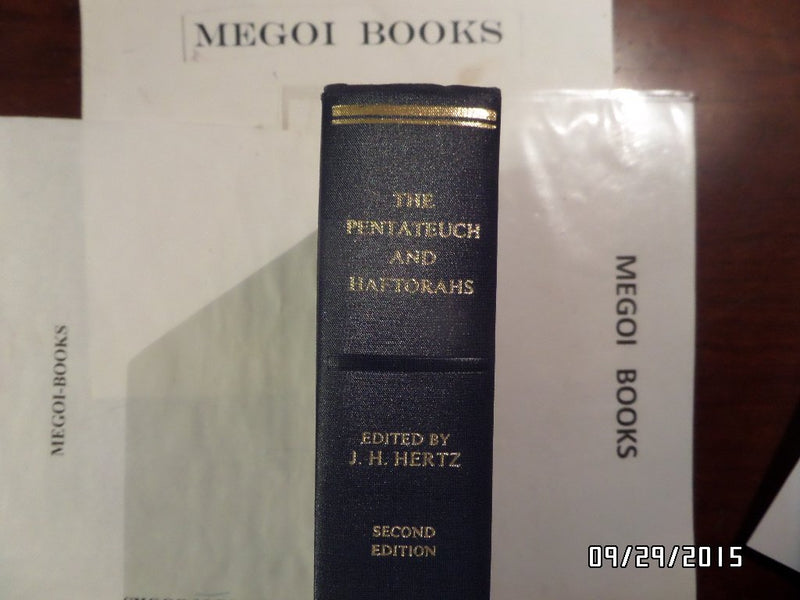 MEGOI BOOKS
THE
PENTATEUCH
AND
HAFTORAHS
EDITED BY
J. H. HERTZ
SECOND
EDITION
MEGOI-BOOKS
MEGOI BOOKS
09/29/2015